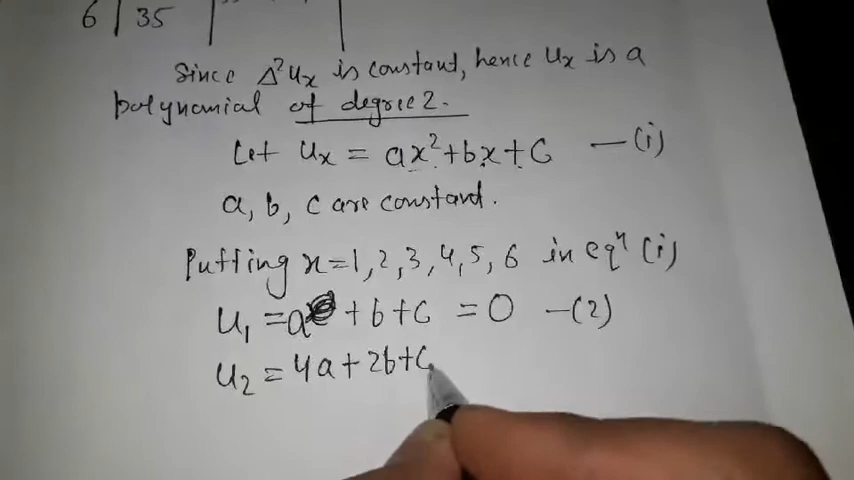 6 | 35
Since Δ²uₓ is constant, hence uₓ is a
polynomial of degree 2.
Let uₓ = ax² + bx + C — (i)
a, b, c are constant.
Putting x = 1, 2, 3, 4, 5, 6 in eqⁿ (i)
U₁ = a + b + C = 0 — (2)
U₂ = 4a + 2b + C